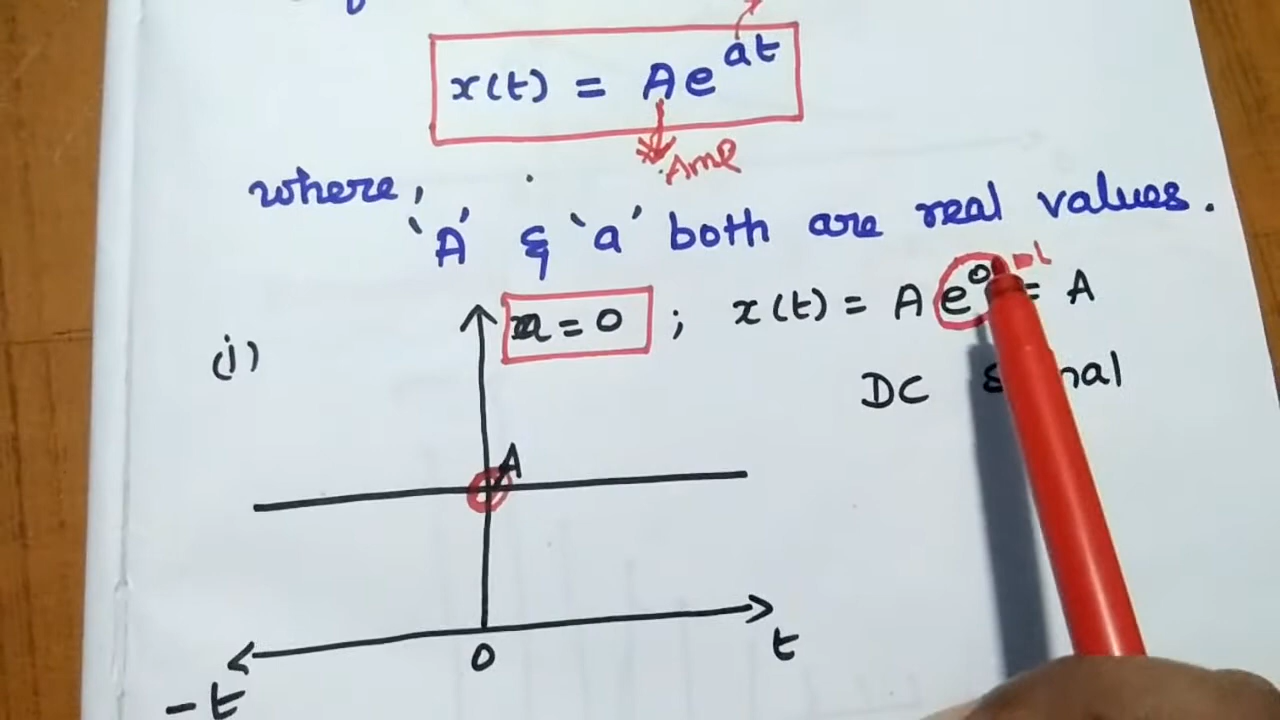 x(t) = Ae^at
Amp
where,
'A' & 'a' both are real values.
(i) a = 0 ; x(t) = A e^0 = A
DC
A
0
t
-t